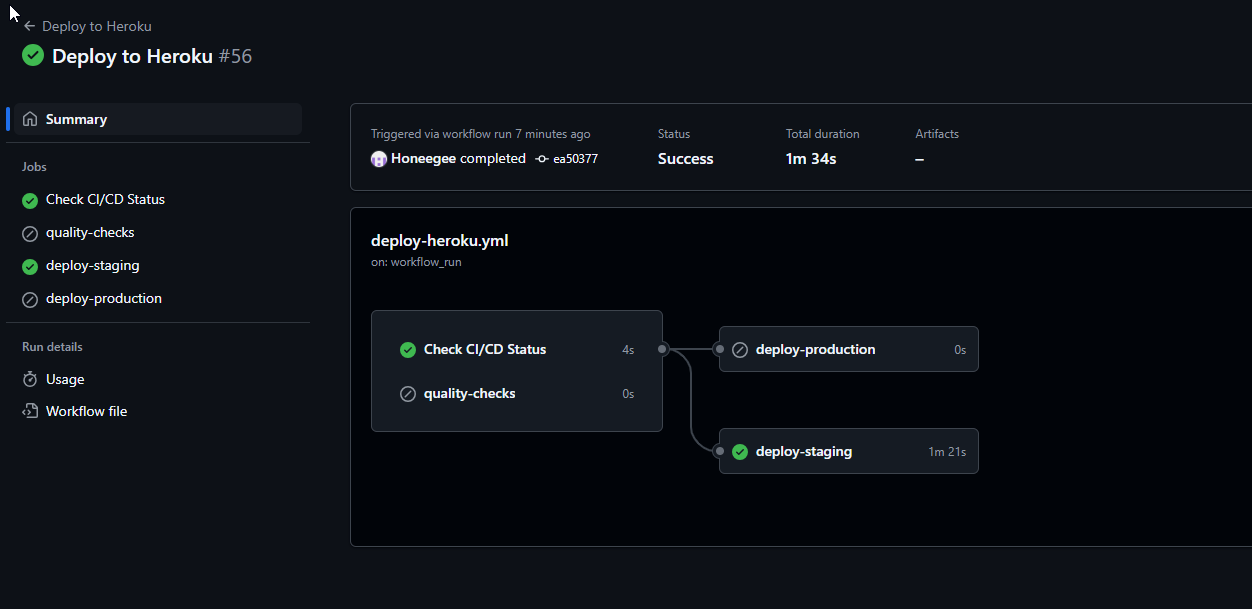 Deploy to Heroku
Deploy to Heroku #56
Summary
Jobs
Check CI/CD Status
quality-checks
deploy-staging
deploy-production
Run details
Usage
Workflow file
Triggered via workflow run 7 minutes ago
Honeegee completed ea50377
Status
Success
Total duration
1m 34s
Artifacts
–
deploy-heroku.yml
on: workflow_run
Check CI/CD Status 4s
quality-checks 0s
deploy-production 0s
deploy-staging 1m 21s